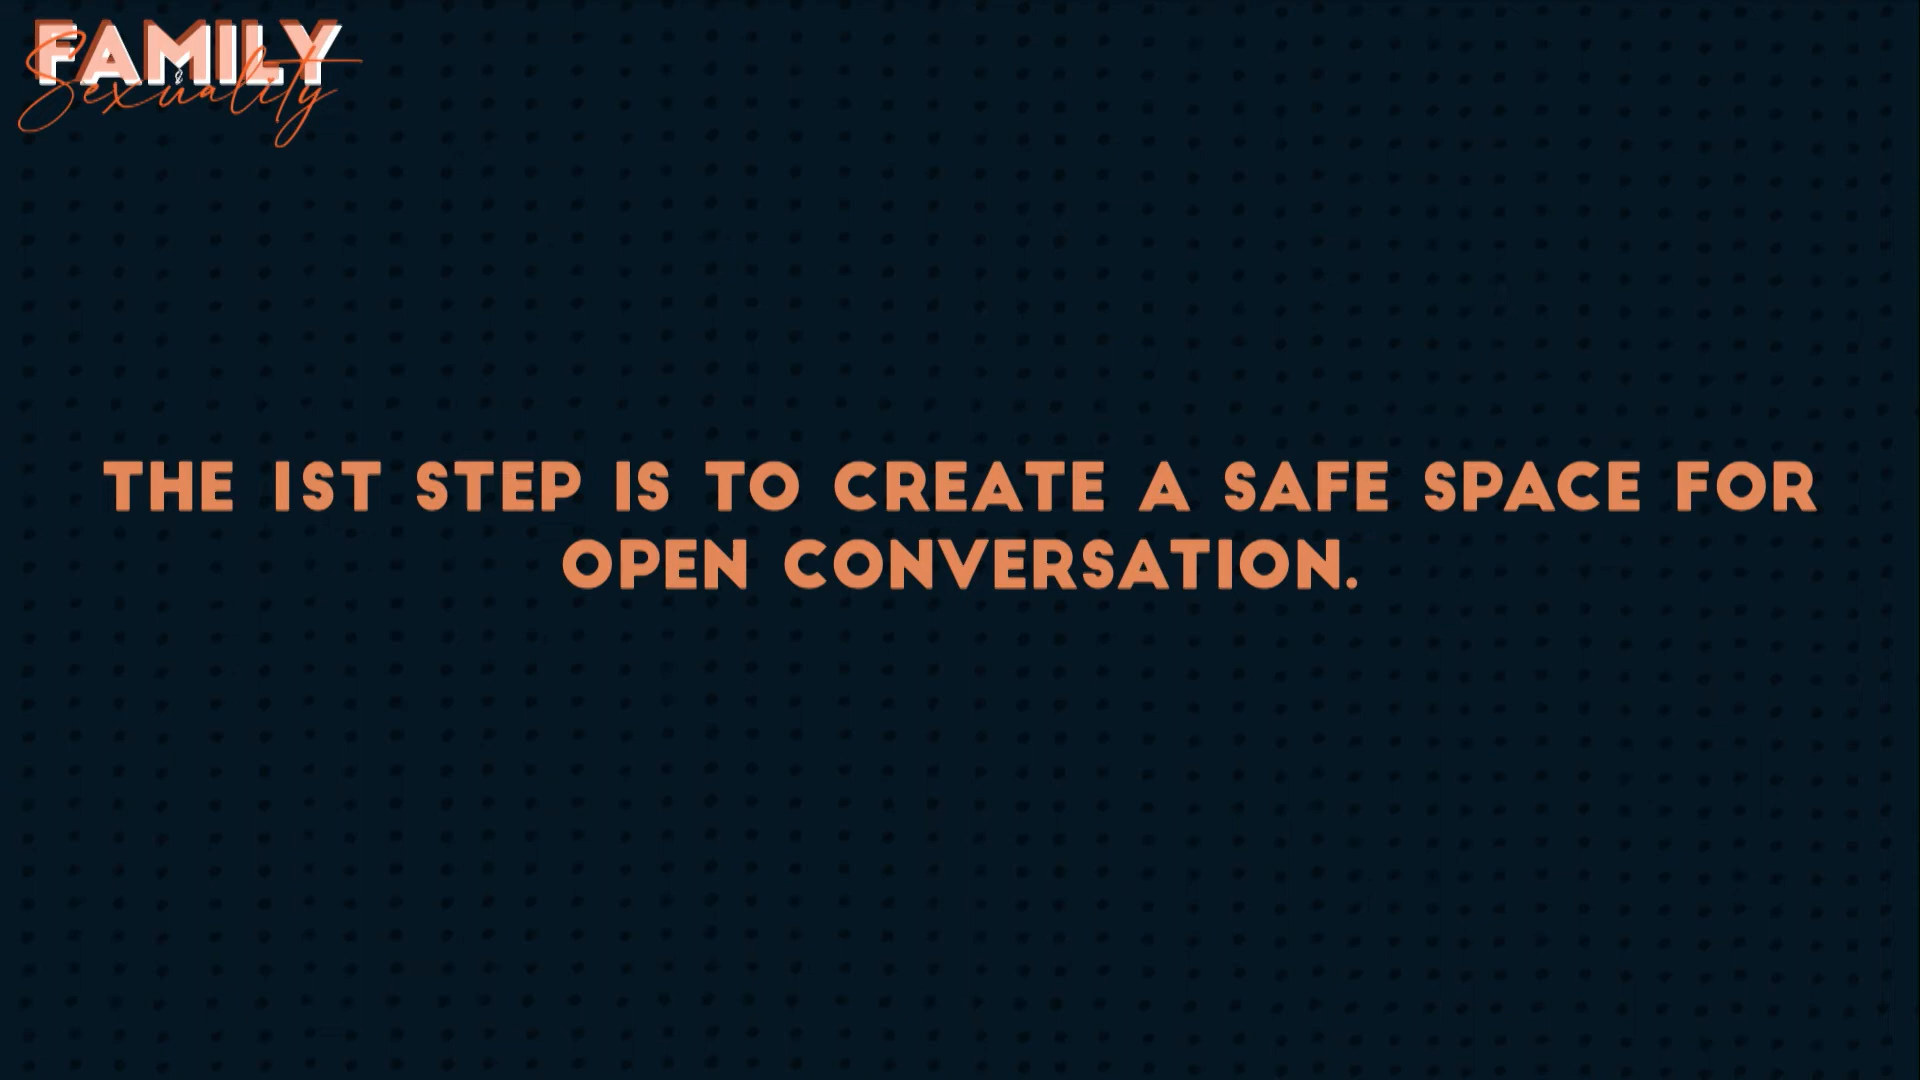 FAMILY
&
Sexuality
THE 1ST STEP IS TO CREATE A SAFE SPACE FOR
OPEN CONVERSATION.